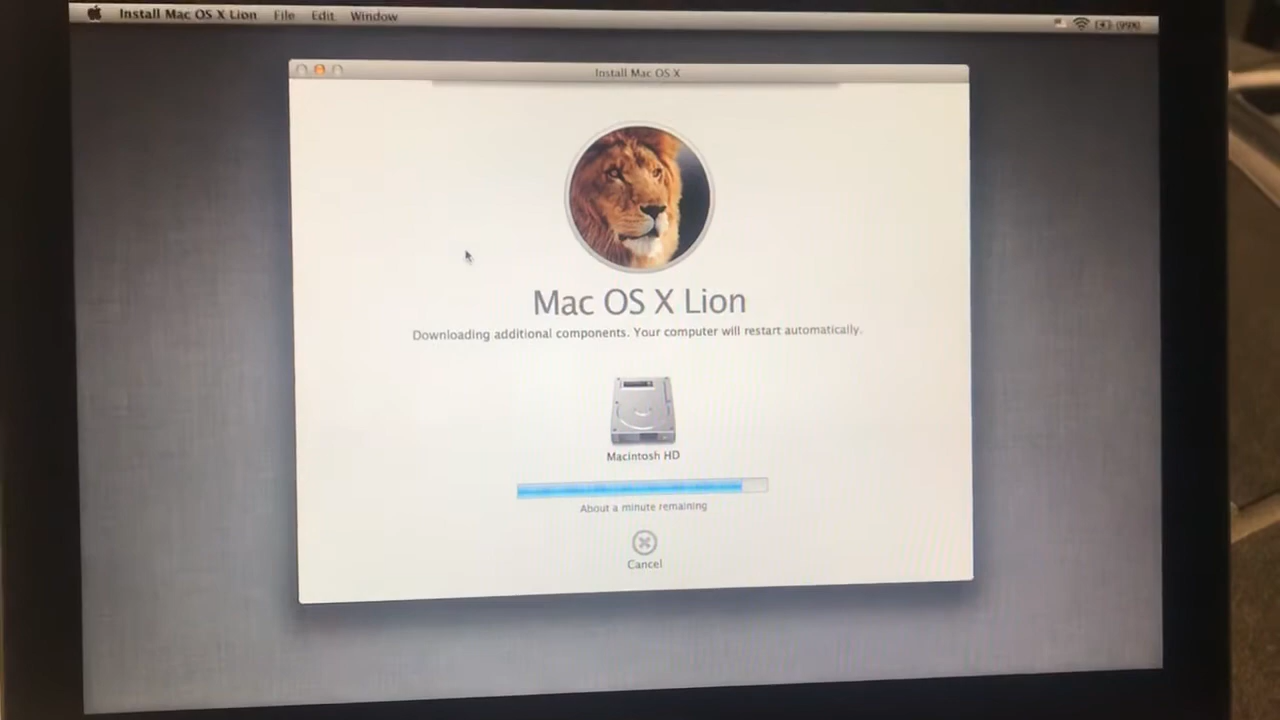 Install Mac OS X Lion File Edit Window (99%)
Install Mac OS X
Mac OS X Lion
Downloading additional components. Your computer will restart automatically.
Macintosh HD
About a minute remaining
Cancel